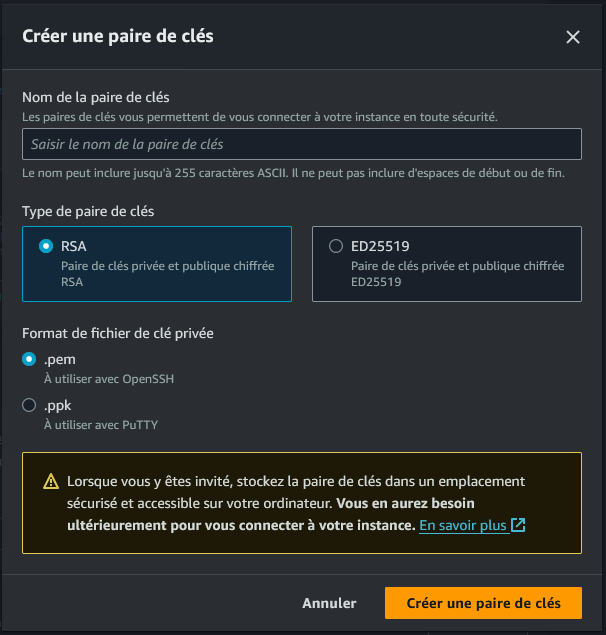 Créer une paire de clés
Nom de la paire de clés
Les paires de clés vous permettent de vous connecter à votre instance en toute sécurité.
Saisir le nom de la paire de clés
Le nom peut inclure jusqu'à 255 caractères ASCII. Il ne peut pas inclure d'espaces de début ou de fin.
Type de paire de clés
RSA
Paire de clés privée et publique chiffrée
RSA
ED25519
Paire de clés privée et publique chiffrée
ED25519
Format de fichier de clé privée
.pem
À utiliser avec OpenSSH
.ppk
À utiliser avec PuTTY
Lorsque vous y êtes invité, stockez la paire de clés dans un emplacement
sécurisé et accessible sur votre ordinateur. Vous en aurez besoin
ultérieurement pour vous connecter à votre instance. En savoir plus
Annuler
Créer une paire de clés